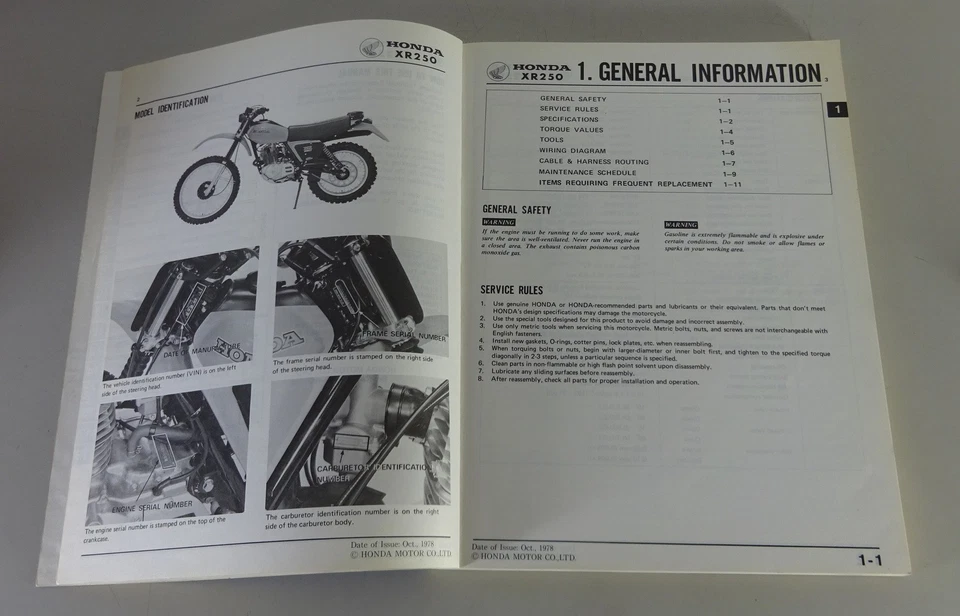 HONDA
XR250
2
MODEL IDENTIFICATION
DATE OF MANUFACTURE
The vehicle identification number (VIN) is on the left
side of the steering head.
FRAME SERIAL NUMBER
The frame serial number is stamped on the right side
of the steering head.
ENGINE SERIAL NUMBER
The engine serial number is stamped on the top of the
crankcase.
CARBURETOR IDENTIFICATION
NUMBER
The carburetor identification number is on the right
side of the carburetor body.
Date of Issue: Oct., 1978
© HONDA MOTOR CO.,LTD.
HONDA
XR250
1. GENERAL INFORMATION
3
1
GENERAL SAFETY 1–1
SERVICE RULES 1–1
SPECIFICATIONS 1–2
TORQUE VALUES 1–4
TOOLS 1–5
WIRING DIAGRAM 1–6
CABLE & HARNESS ROUTING 1–7
MAINTENANCE SCHEDULE 1–9
ITEMS REQUIRING FREQUENT REPLACEMENT 1–11
GENERAL SAFETY
WARNING
If the engine must be running to do some work, make
sure the area is well-ventilated. Never run the engine in
a closed area. The exhaust contains poisonous carbon
monoxide gas.
WARNING
Gasoline is extremely flammable and is explosive under
certain conditions. Do not smoke or allow flames or
sparks in your working area.
SERVICE RULES
1. Use genuine HONDA or HONDA-recommended parts and lubricants or their equivalent. Parts that don't meet
HONDA's design specifications may damage the motorcycle.
2. Use the special tools designed for this product to avoid damage and incorrect assembly.
3. Use only metric tools when servicing this motorcycle. Metric bolts, nuts, and screws are not interchangeable with
English fasteners.
4. Install new gaskets, O-rings, cotter pins, lock plates, etc. when reassembling.
5. When torquing bolts or nuts, begin with larger-diameter or inner bolt first, and tighten to the specified torque
diagonally in 2-3 steps, unless a particular sequence is specified.
6. Clean parts in non-flammable or high flash point solvent upon disassembly.
7. Lubricate any sliding surfaces before reassembly.
8. After reassembly, check all parts for proper installation and operation.
Date of Issue: Oct., 1978
© HONDA MOTOR CO.,LTD.
1-1